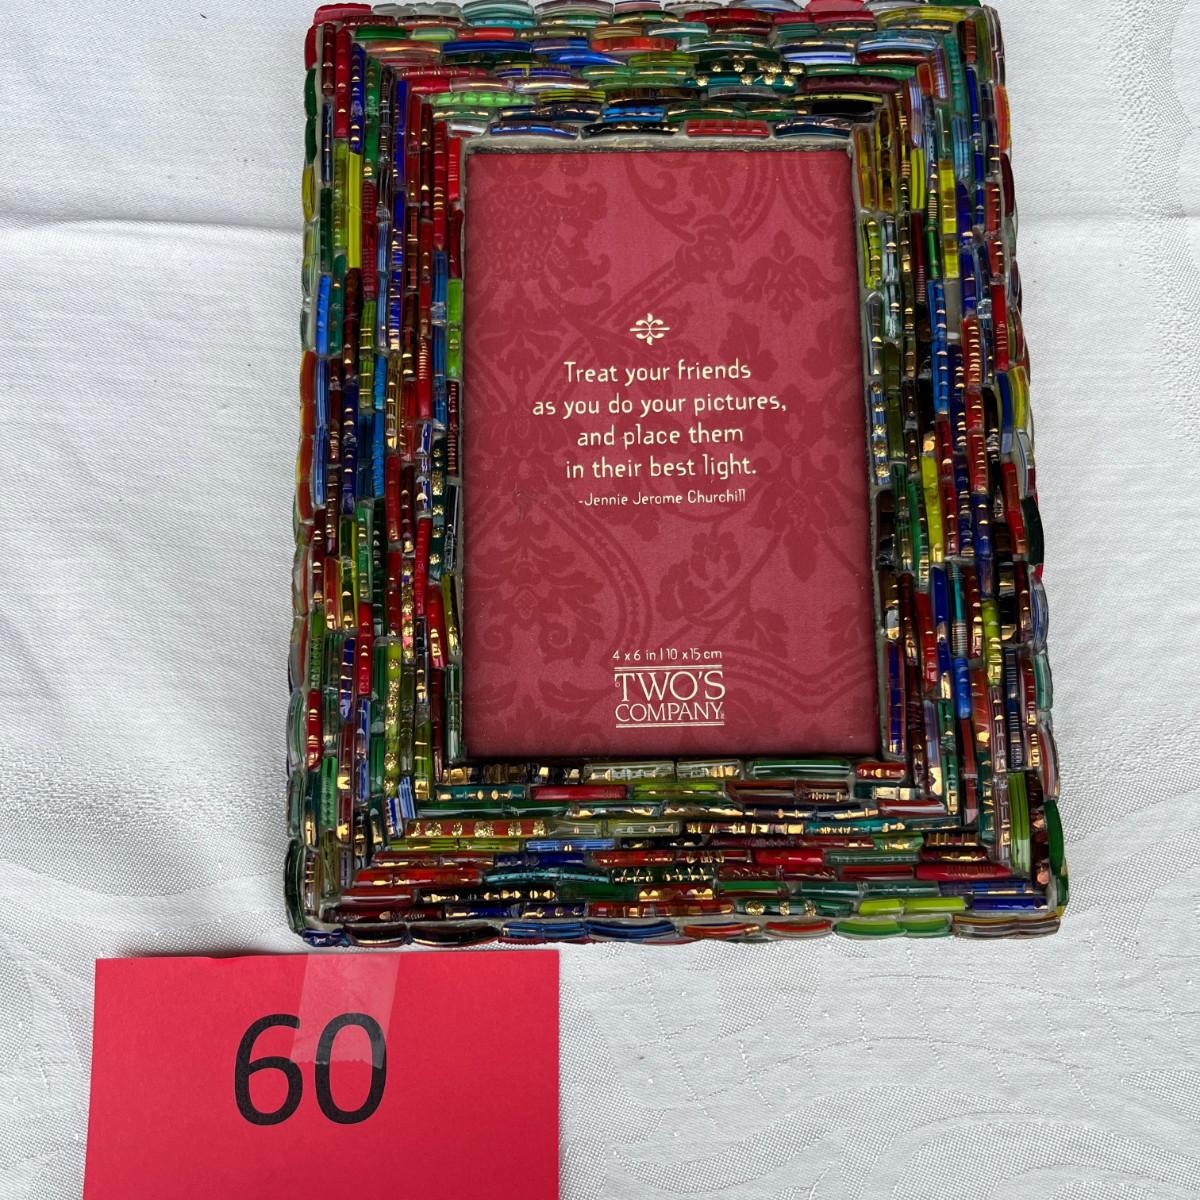 Treat your friends
as you do your pictures,
and place them
in their best light.
-Jennie Jerome Churchill
4 x 6 in | 10 x 15 cm
TWO'S
COMPANY
60